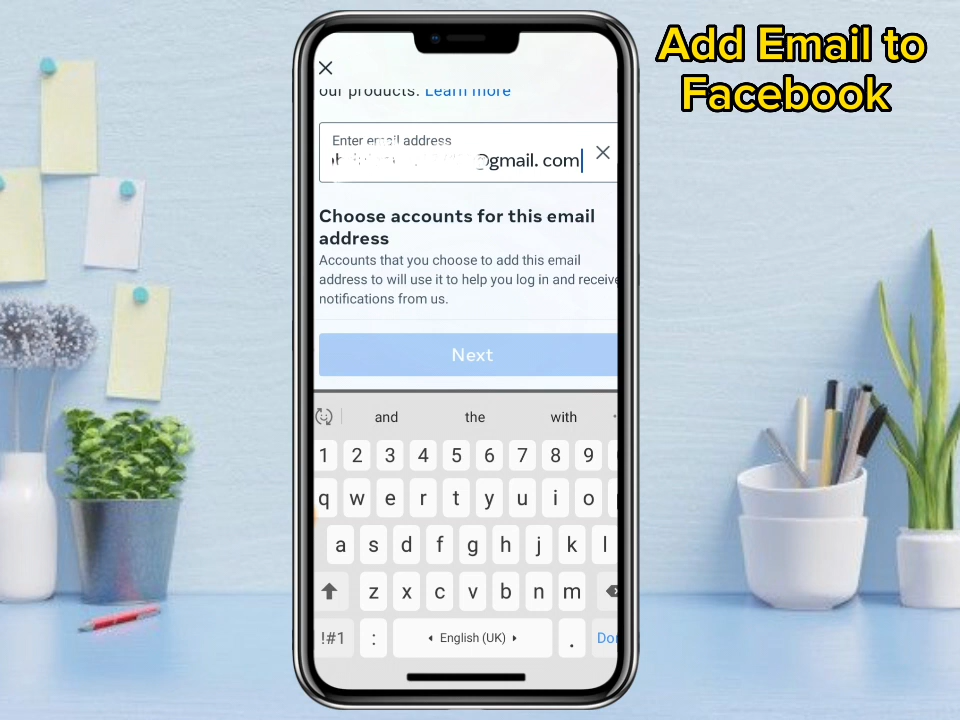 Add Email to
Facebook
our products. Learn more
Enter email address
@gmail. com
Choose accounts for this email
address
Accounts that you choose to add this email
address to will use it to help you log in and receive
notifications from us.
Next
and the with
1 2 3 4 5 6 7 8 9
q w e r t y u i o
a s d f g h j k l
z x c v b n m
!#1 : English (UK) .